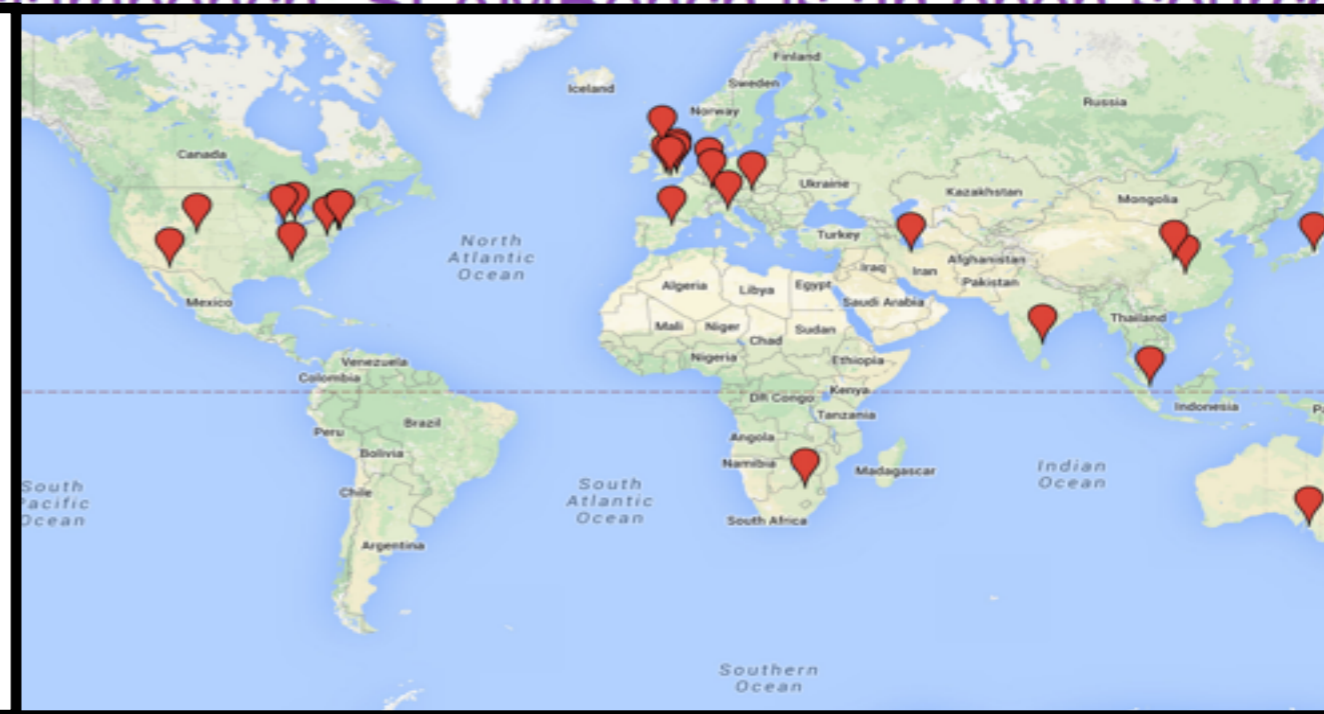 Finland
Iceland
Sweden
Norway
Russia
Canada
Ukraine
Kazakhstan
Mongolia
North
Atlantic
Ocean
Turkey
Afghanistan
Iraq
Iran
Pakistan
Algeria
Libya
Egypt
Saudi Arabia
Mexico
Thailand
Mali
Niger
Sudan
Chad
Nigeria
Ethiopia
Venezuela
Colombia
Kenya
DR Congo
Indonesia
Tanzania
Brazil
Peru
Angola
Bolivia
Namibia
Madagascar
Indian
Ocean
South
Pacific
Ocean
Chile
South
Atlantic
Ocean
South Africa
Argentina
Southern
Ocean